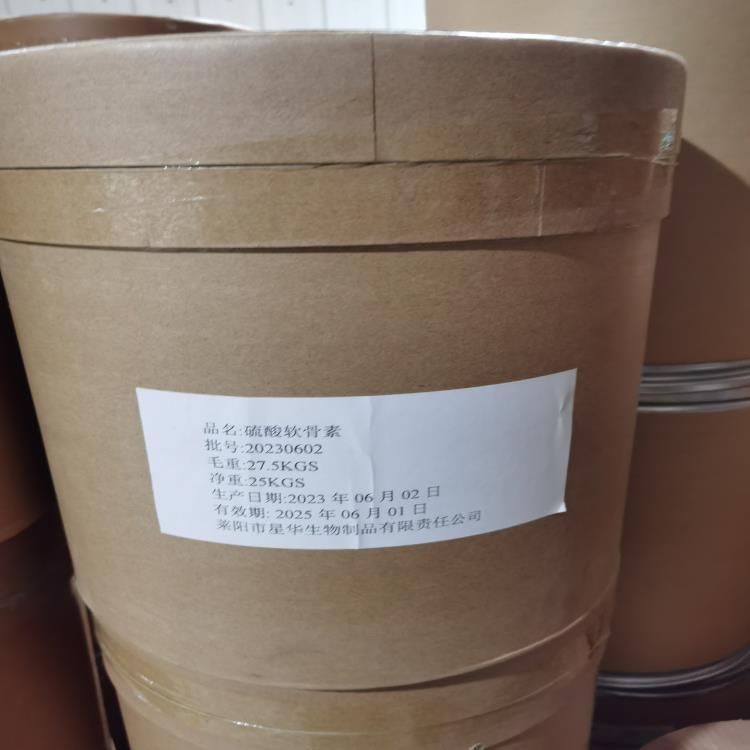 品名:硫酸软骨素
批号:20230602
毛重:27.5KGS
净重:25KGS
生产日期:2023 年 06 月 02 日
有效期: 2025 年 06 月 01 日
莱阳市星华生物制品有限责任公司